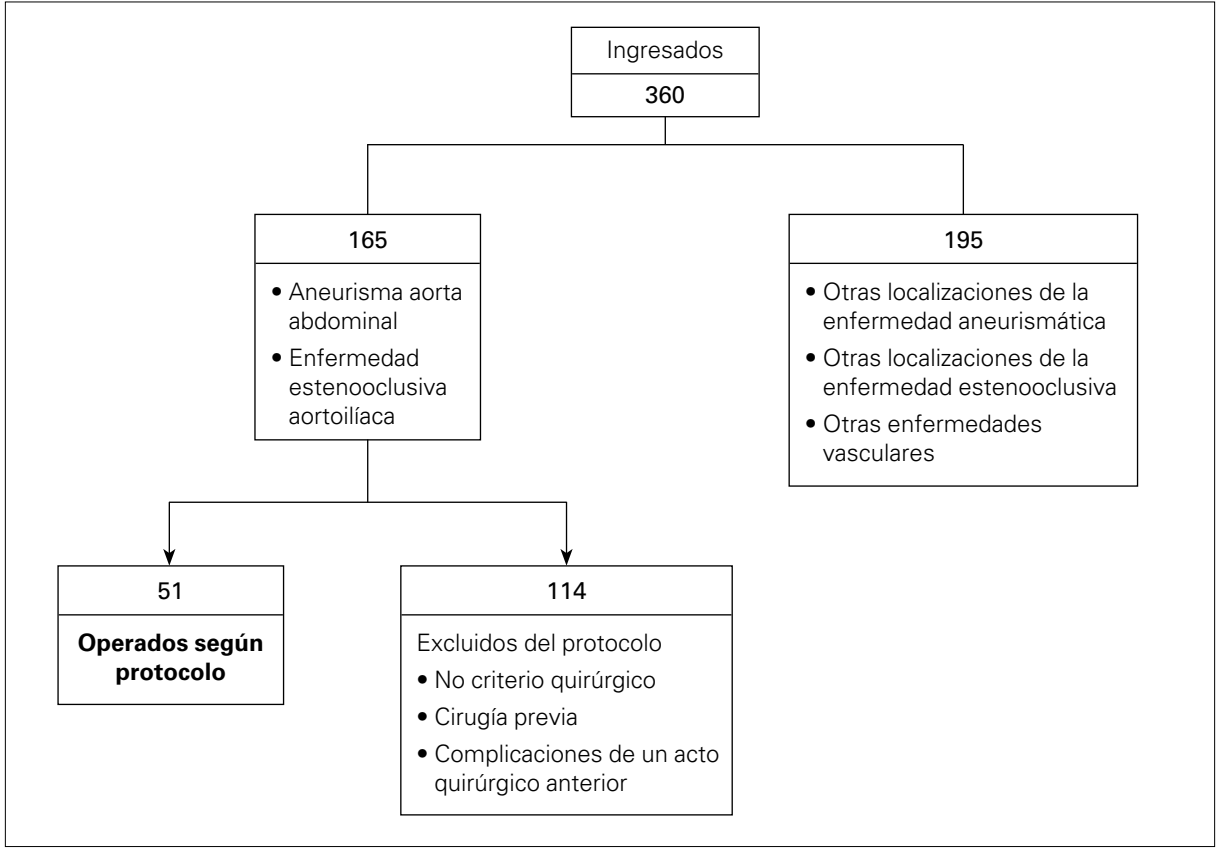 Ingresados
360
165
• Aneurisma aorta
abdominal
• Enfermedad
estenooclusiva
aortoilíaca
195
• Otras localizaciones de la
enfermedad aneurismática
• Otras localizaciones de la
enfermedad estenooclusiva
• Otras enfermedades
vasculares
51
Operados según
protocolo
114
Excluidos del protocolo
• No criterio quirúrgico
• Cirugía previa
• Complicaciones de un acto
quirúrgico anterior